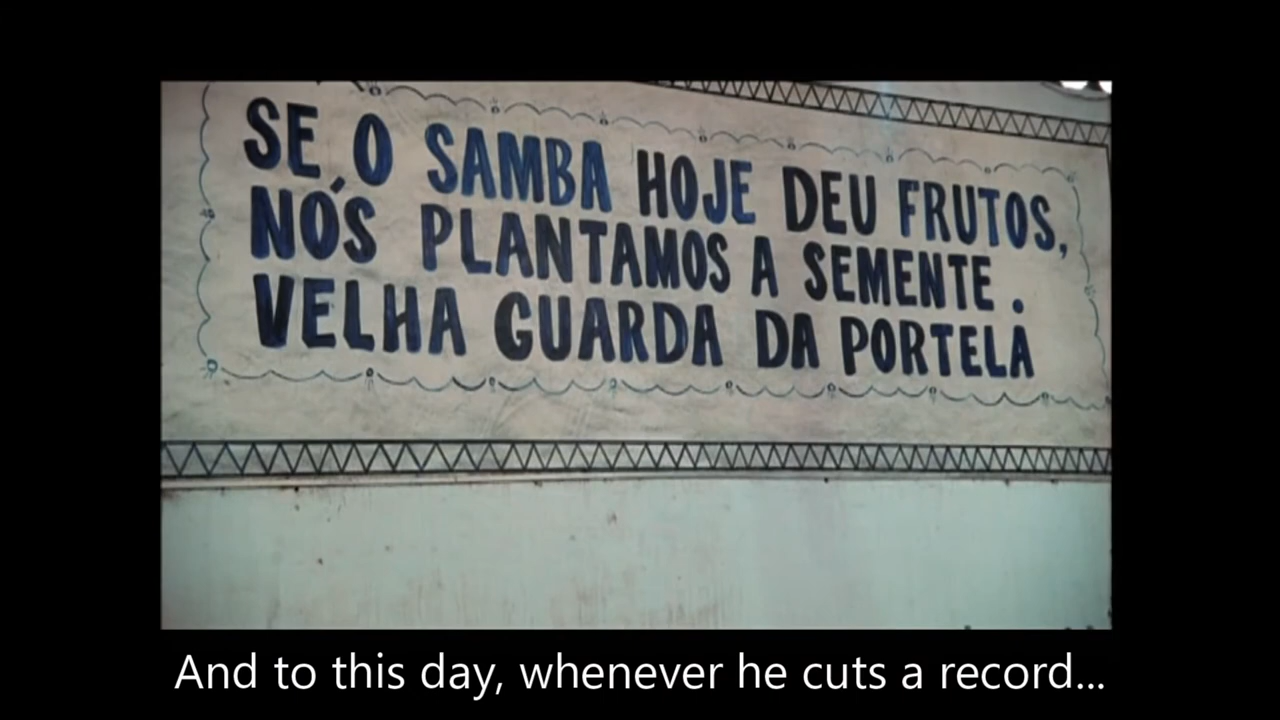 SE O SAMBA HOJE DEU FRUTOS,
NÓS PLANTAMOS A SEMENTE.
VELHA GUARDA DA PORTELA
And to this day, whenever he cuts a record...